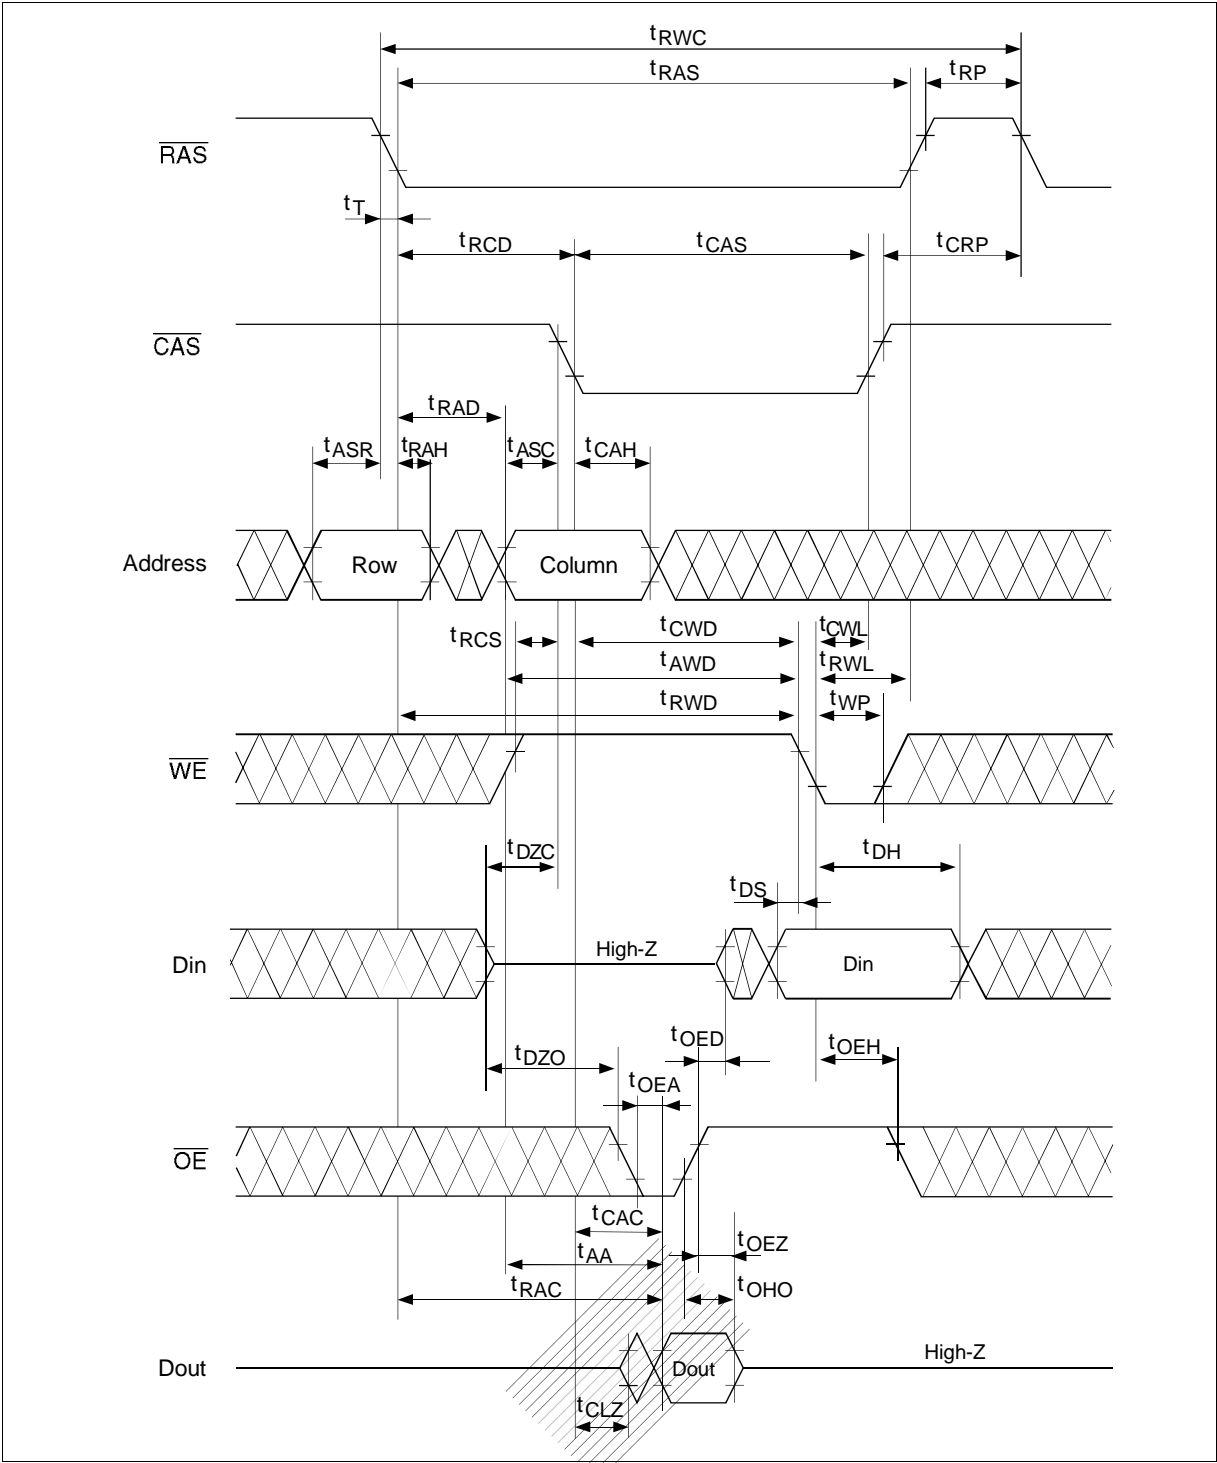 tRWC
tRAS
tRP
RAS
tT
tRCD
tCAS
tCRP
CAS
tRAD
tASR
tRAH
tASC
tCAH
Address
Row
Column
tRCS
tCWD
tCWL
tAWD
tRWL
tRWD
tWP
WE
tDZC
tDH
tDS
Din
High-Z
Din
tOED
tOEH
tDZO
tOEA
OE
tCAC
tOEZ
tAA
tRAC
tOHO
Dout
Dout
High-Z
tCLZ